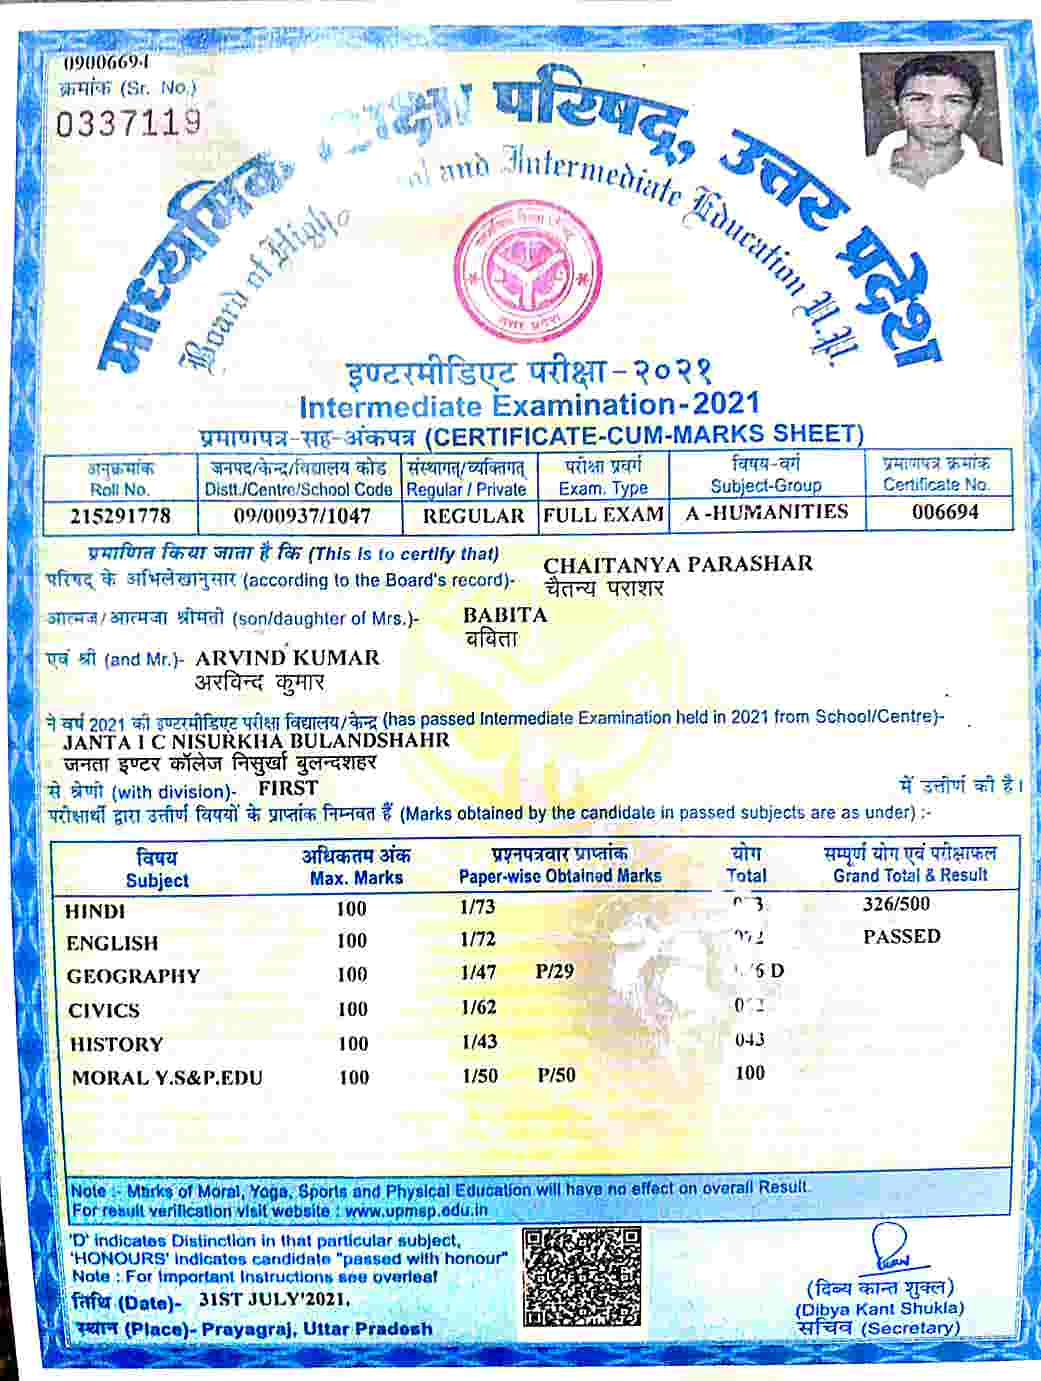 09006694
क्रमांक (Sr. No.)
0337119
माध्यमिक परिषद्, उत्तर प्रदेश
Board of and Intermediate Education U.P.
उत्तर प्रदेश
इण्टरमीडिएट परीक्षा-२०२१
Intermediate Examination-2021
प्रमाणपत्र-सह-अंकपत्र (CERTIFICATE-CUM-MARKS SHEET)
अनुक्रमांक जनपद/केन्द्र/विद्यालय कोड संस्थागत/व्यक्तिगत परीक्षा प्रवर्ग विषय-वर्ग प्रमाणपत्र क्रमांक
Roll No. Distt./Centre/School Code Regular / Private Exam. Type Subject-Group Certificate No.
215291778 09/00937/1047 REGULAR FULL EXAM A -HUMANITIES 006694
प्रमाणित किया जाता है कि (This is to certify that)
परिषद् के अभिलेखानुसार (according to the Board's record)- CHAITANYA PARASHAR
चैतन्य पराशर
आत्मज/आत्मजा श्रीमती (son/daughter of Mrs.)- BABITA
बबिता
एवं श्री (and Mr.)- ARVIND KUMAR
अरविन्द कुमार
ने वर्ष 2021 की इण्टरमीडिएट परीक्षा विद्यालय/केन्द्र (has passed Intermediate Examination held in 2021 from School/Centre)-
JANTA I C NISURKHA BULANDSHAHR
जनता इण्टर कॉलेज निसुर्खा बुलन्दशहर
से श्रेणी (with division)- FIRST में उत्तीर्ण की है।
परीक्षार्थी द्वारा उत्तीर्ण विषयों के प्राप्तांक निम्नवत हैं (Marks obtained by the candidate in passed subjects are as under) :-
विषय अधिकतम अंक प्रश्नपत्रवार प्राप्तांक योग सम्पूर्ण योग एवं परीक्षाफल
Subject Max. Marks Paper-wise Obtained Marks Total Grand Total & Result
HINDI 100 1/73 326/500
ENGLISH 100 1/72 PASSED
GEOGRAPHY 100 1/47 P/29 D
CIVICS 100 1/62
HISTORY 100 1/43 043
MORAL Y.S&P.EDU 100 1/50 P/50 100
Note :- Marks of Moral, Yoga, Sports and Physical Education will have no effect on overall Result.
For result verification visit website : www.upmsp.edu.in
'D' indicates Distinction in that particular subject,
'HONOURS' indicates candidate "passed with honour"
Note : For Important Instructions see overleaf
तिथि (Date)- 31ST JULY'2021.
स्थान (Place)- Prayagraj, Uttar Pradesh
(दिव्य कान्त शुक्ल)
(Dibya Kant Shukla)
सचिव (Secretary)